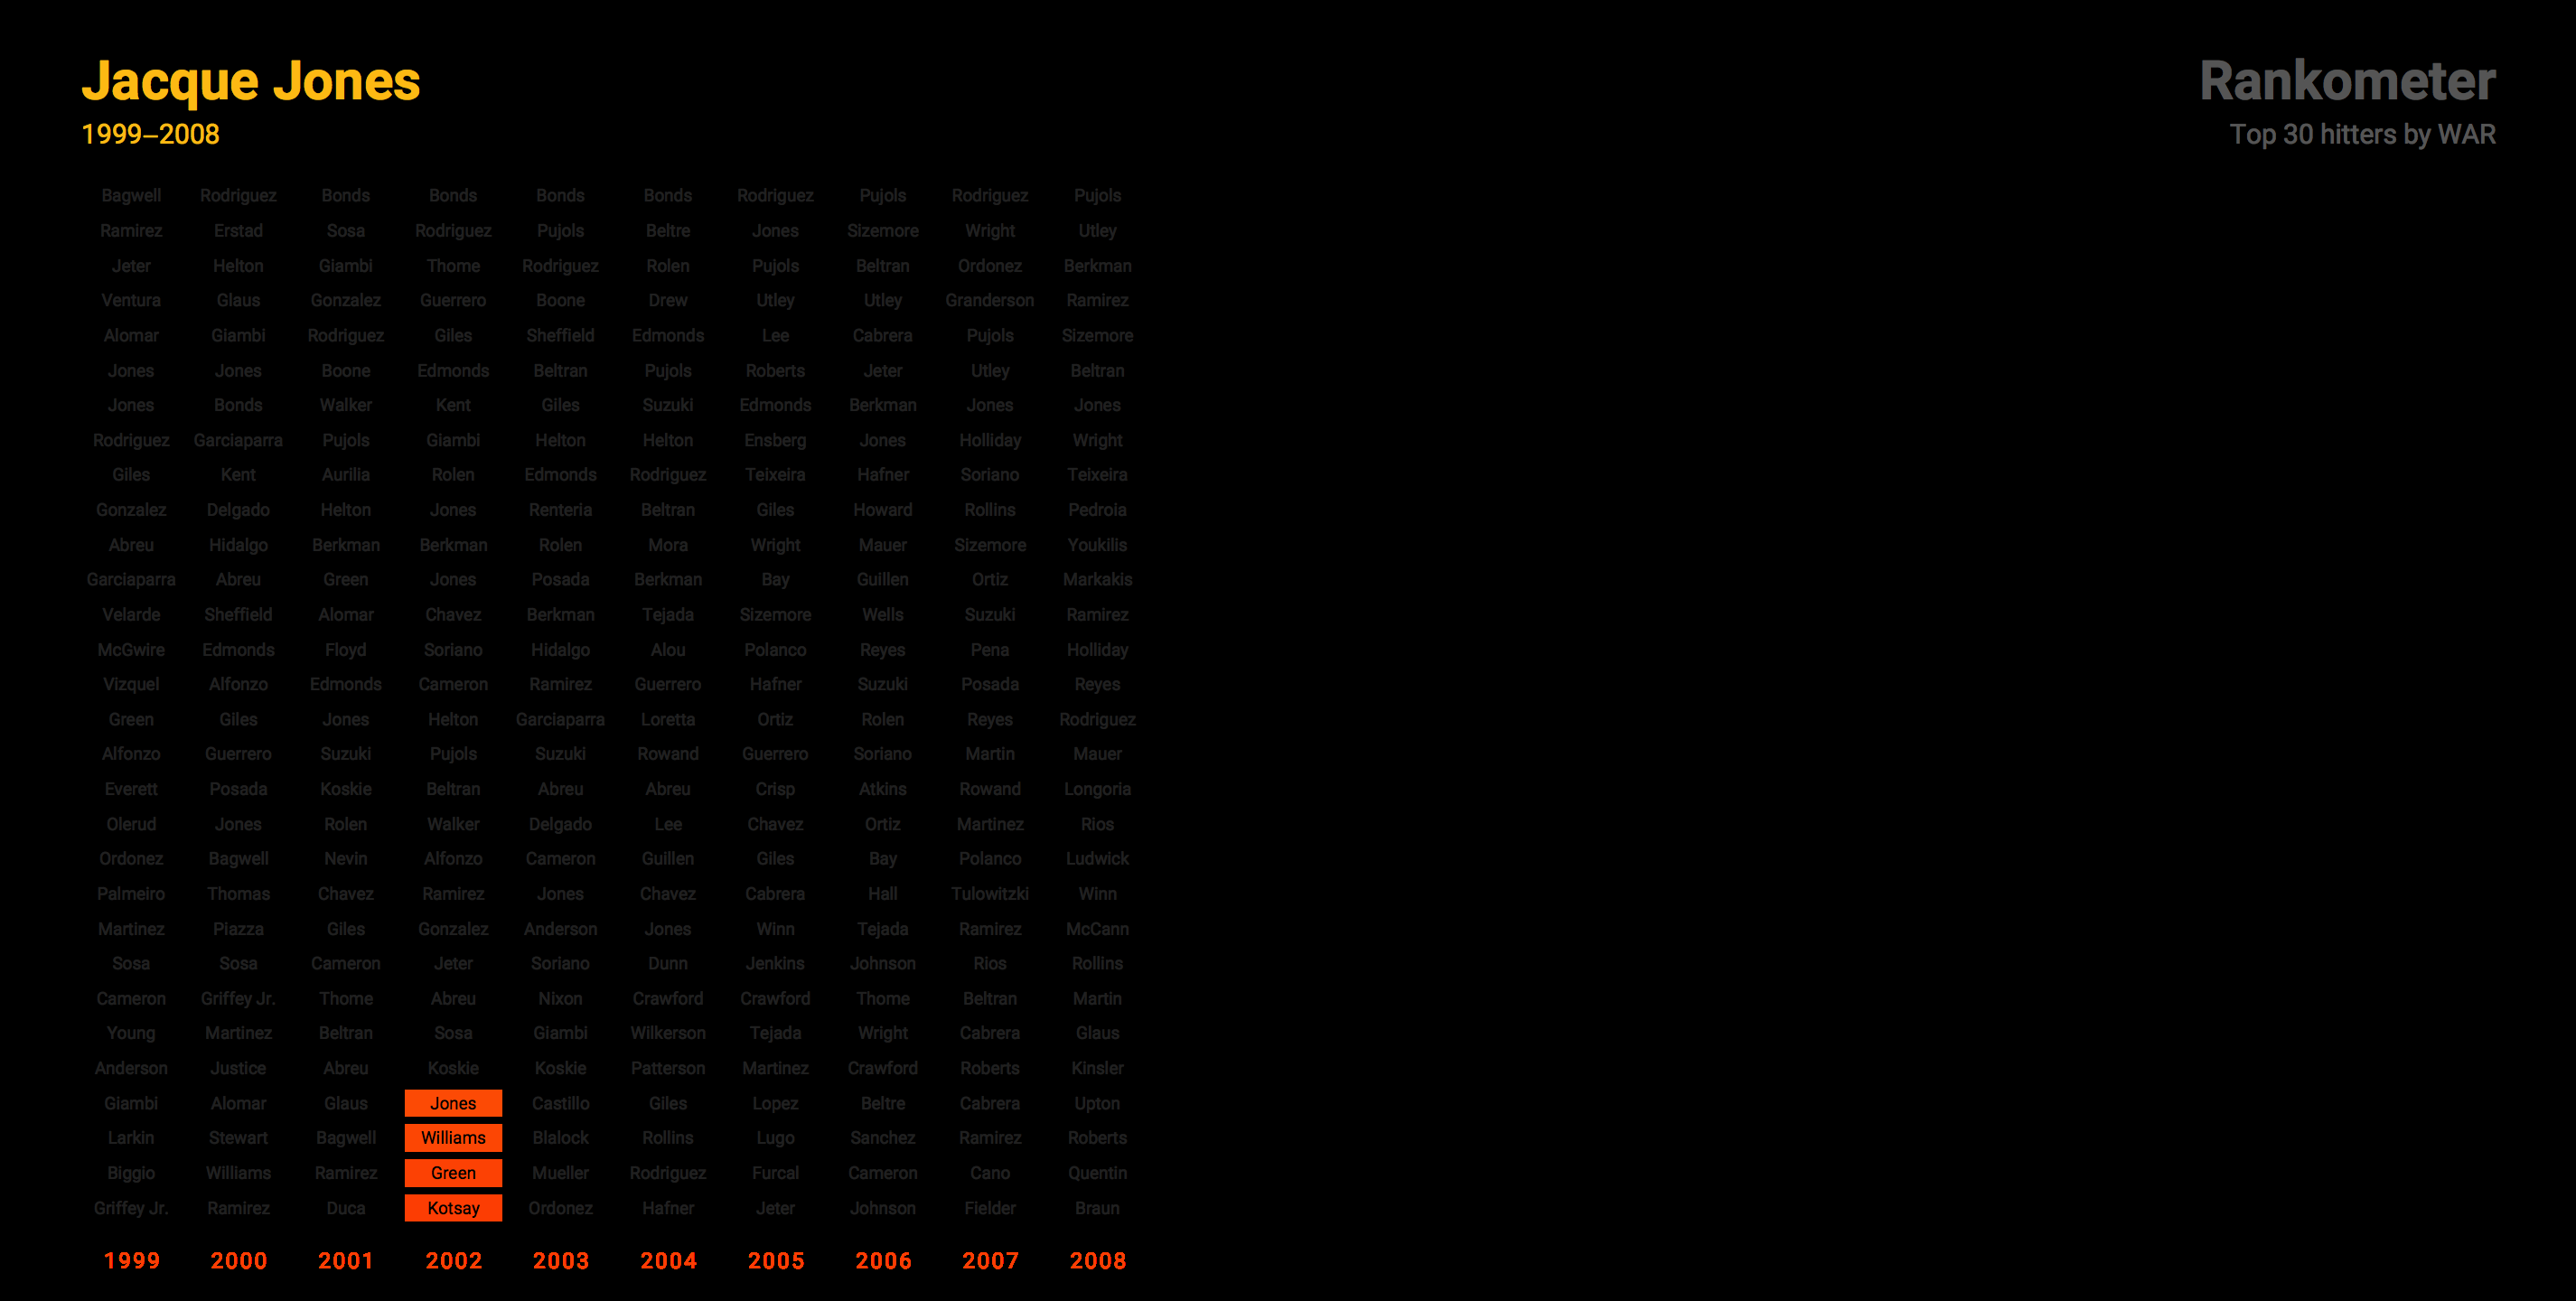 Jacque Jones
Rankometer
1999–2008
Top 30 hitters by WAR
Bagwell Rodriguez Bonds Bonds Bonds Bonds Rodriguez Pujols Rodriguez Pujols
Ramirez Erstad Sosa Rodriguez Pujols Beltre Jones Sizemore Wright Utley
Jeter Helton Giambi Thome Rodriguez Rolen Pujols Beltran Ordonez Berkman
Ventura Glaus Gonzalez Guerrero Boone Drew Utley Utley Granderson Ramirez
Alomar Giambi Rodriguez Giles Sheffield Edmonds Lee Cabrera Pujols Sizemore
Jones Jones Boone Edmonds Beltran Pujols Roberts Jeter Utley Beltran
Jones Bonds Walker Kent Giles Suzuki Edmonds Berkman Jones Jones
Rodriguez Garciaparra Pujols Giambi Helton Helton Ensberg Jones Holliday Wright
Giles Kent Aurilia Rolen Edmonds Rodriguez Teixeira Hafner Soriano Teixeira
Gonzalez Delgado Helton Jones Renteria Beltran Giles Howard Rollins Pedroia
Abreu Hidalgo Berkman Berkman Rolen Mora Wright Mauer Sizemore Youkilis
Garciaparra Abreu Green Jones Posada Berkman Bay Guillen Ortiz Markakis
Velarde Sheffield Alomar Chavez Berkman Tejada Sizemore Wells Suzuki Ramirez
McGwire Edmonds Floyd Soriano Hidalgo Alou Polanco Reyes Pena Holliday
Vizquel Alfonzo Edmonds Cameron Ramirez Guerrero Hafner Suzuki Posada Reyes
Green Giles Jones Helton Garciaparra Loretta Ortiz Rolen Reyes Rodriguez
Alfonzo Guerrero Suzuki Pujols Suzuki Rowand Guerrero Soriano Martin Mauer
Everett Posada Koskie Beltran Abreu Abreu Crisp Atkins Rowand Longoria
Olerud Jones Rolen Walker Delgado Lee Chavez Ortiz Martinez Rios
Ordonez Bagwell Nevin Alfonzo Cameron Guillen Giles Bay Polanco Ludwick
Palmeiro Thomas Chavez Ramirez Jones Chavez Cabrera Hall Tulowitzki Winn
Martinez Piazza Giles Gonzalez Anderson Jones Winn Tejada Ramirez McCann
Sosa Sosa Cameron Jeter Soriano Dunn Jenkins Johnson Rios Rollins
Cameron Griffey Jr. Thome Abreu Nixon Crawford Crawford Thome Beltran Martin
Young Martinez Beltran Sosa Giambi Wilkerson Tejada Wright Cabrera Glaus
Anderson Justice Abreu Koskie Koskie Patterson Martinez Crawford Roberts Kinsler
Giambi Alomar Glaus Jones Castillo Giles Lopez Beltre Cabrera Upton
Larkin Stewart Bagwell Williams Blalock Rollins Lugo Sanchez Ramirez Roberts
Biggio Williams Ramirez Green Mueller Rodriguez Furcal Cameron Cano Quentin
Griffey Jr. Ramirez Duca Kotsay Ordonez Hafner Jeter Johnson Fielder Braun
1999 2000 2001 2002 2003 2004 2005 2006 2007 2008